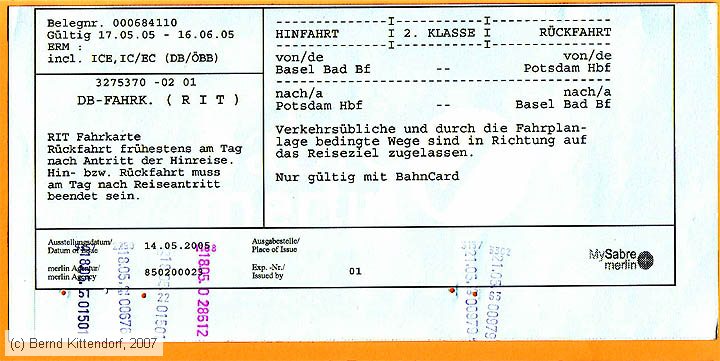 Belegnr. 000684110
Gültig 17.05.05 - 16.06.05
ERM :
incl. ICE,IC/EC (DB/ÖBB)
3275370 -02 01
DB-FAHRK. ( R I T )
RIT Fahrkarte
Rückfahrt frühestens am Tag
nach Antritt der Hinreise.
Hin- bzw. Rückfahrt muss
am Tag nach Reiseantritt
beendet sein.
HINFAHRT I 2. KLASSE I RÜCKFAHRT
von/de von/de
Basel Bad Bf -- Potsdam Hbf
nach/a nach/a
Potsdam Hbf -- Basel Bad Bf
Verkehrsübliche und durch die Fahrplan-
lage bedingte Wege sind in Richtung auf
das Reiseziel zugelassen.
Nur gültig mit BahnCard
Ausstellungsdatum/
Datum of Issue
14.05.2005
Ausgabestelle/
Place of Issue
merlin Agentur/
merlin Agency
850200023
Exp. -Nr./
Issued by
01
MySabre
merlin
(c) Bernd Kittendorf, 2007